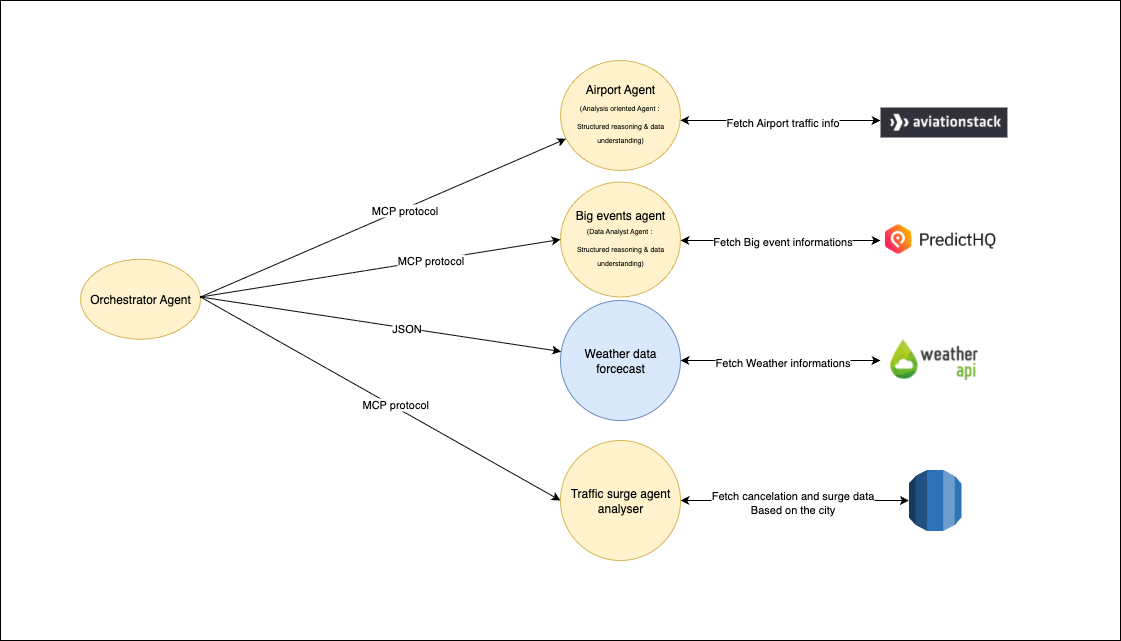 Airport Agent
(Analysis oriented Agent :
Structured reasoning & data
understanding)
Fetch Airport traffic info
aviationstack
MCP protocol
Big events agent
(Data Analyst Agent :
Structured reasoning & data
understanding)
Fetch Big event informations
PredictHQ
MCP protocol
Orchestrator Agent
JSON
Weather data
forcecast
Fetch Weather informations
weather
api
MCP protocol
Traffic surge agent
analyser
Fetch cancelation and surge data
Based on the city